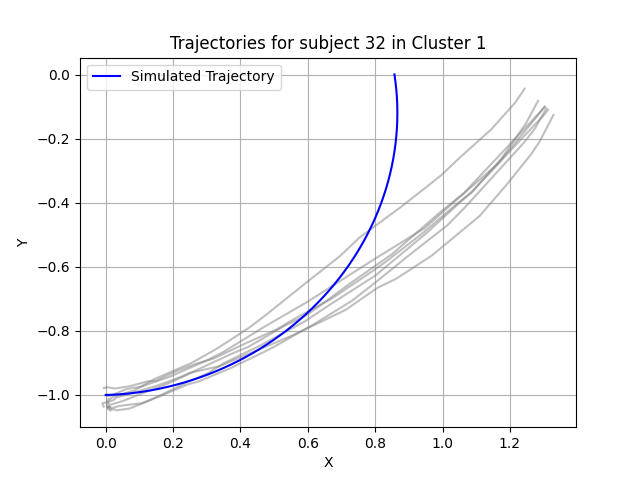 Trajectories for subject 32 in Cluster 1
Simulated Trajectory
0.0
−0.2
−0.4
−0.6
−0.8
−1.0
Y
0.0 0.2 0.4 0.6 0.8 1.0 1.2
X